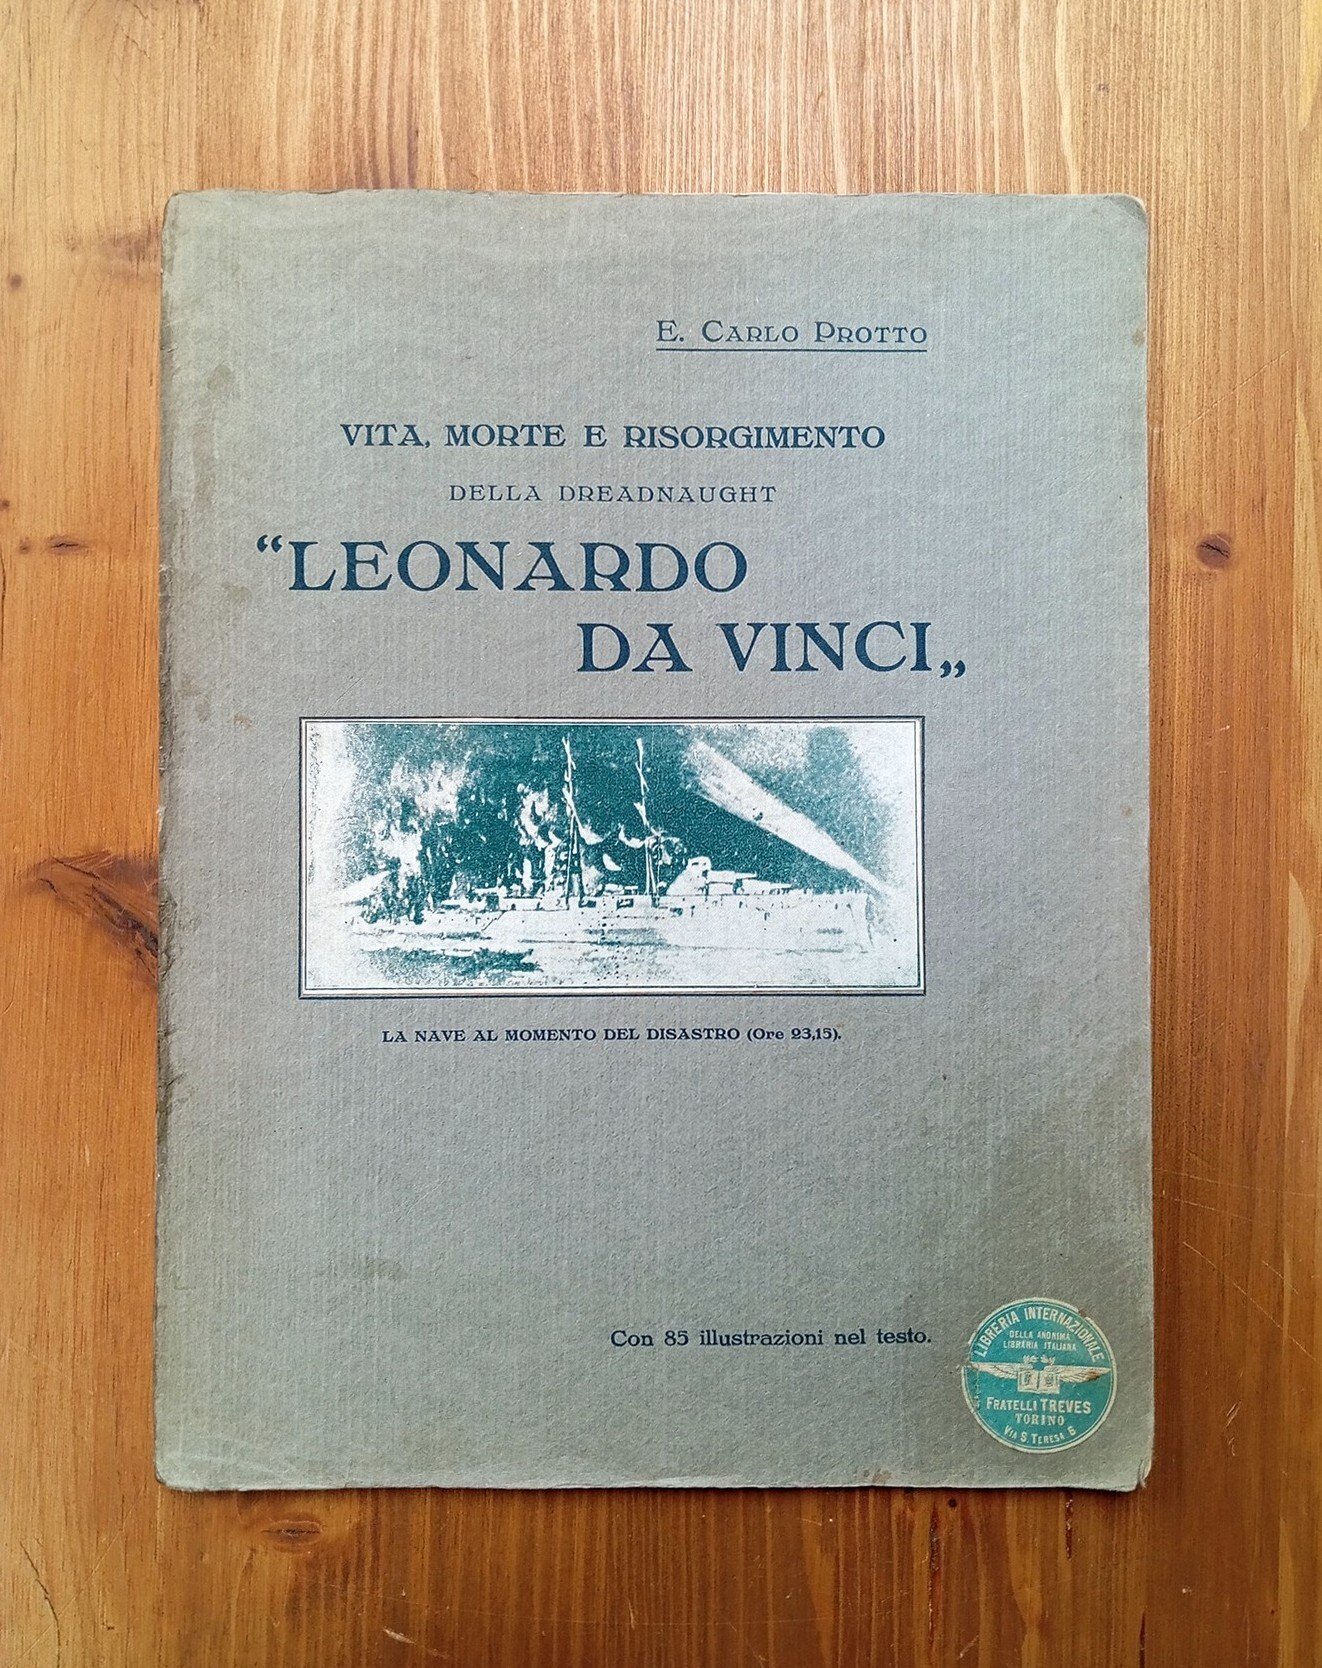 E. CARLO PROTTO
VITA, MORTE E RISORGIMENTO
DELLA DREADNAUGHT
“LEONARDO
DA VINCI„
LA NAVE AL MOMENTO DEL DISASTRO (Ore 23,15).
Con 85 illustrazioni nel testo.
LIBRERIA INTERNAZIONALE
DELLA ANONIMA
LIBRERIA ITALIANA
FRATELLI TREVES
TORINO
VIA S. TERESA 6